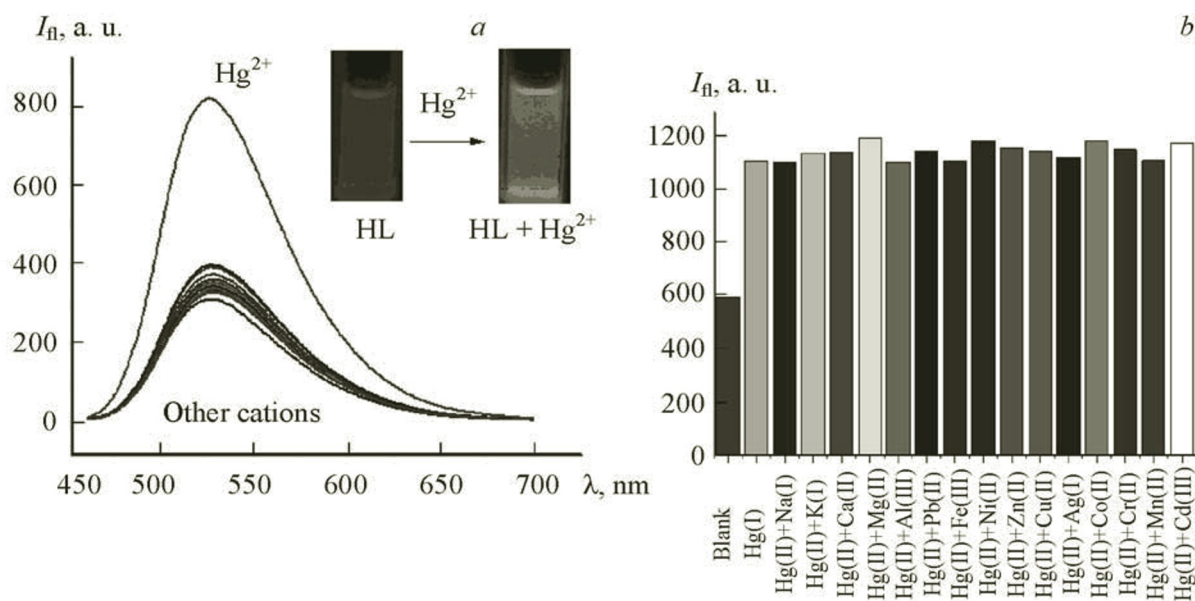 I_fl, a. u.
a
Hg²⁺
Hg²⁺
HL
HL + Hg²⁺
Other cations
800
600
400
200
0
450 500 550 600 650 700 λ, nm
b
I_fl, a. u.
1200
1000
800
600
400
200
0
Blank
Hg(I)
Hg(II)+Na(I)
Hg(II)+K(I)
Hg(II)+Ca(II)
Hg(II)+Mg(II)
Hg(II)+Al(III)
Hg(II)+Pb(II)
Hg(II)+Fe(III)
Hg(II)+Ni(II)
Hg(II)+Zn(II)
Hg(II)+Cu(II)
Hg(II)+Ag(I)
Hg(II)+Co(II)
Hg(II)+Cr(II)
Hg(II)+Mn(II)
Hg(II)+Cd(III)